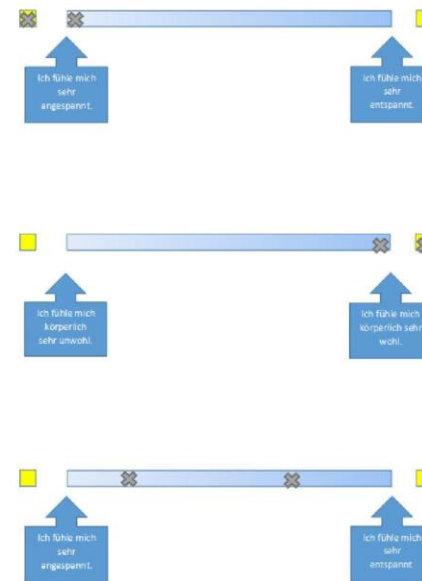 Ich fühle mich
sehr
angespannt.
Ich fühle mich
sehr
entspannt.
Ich fühle mich
körperlich
sehr unwohl.
Ich fühle mich
körperlich sehr
wohl.
Ich fühle mich
sehr
angespannt.
Ich fühle mich
sehr
entspannt